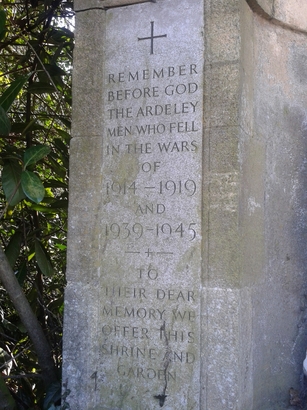 REMEMBER
BEFORE GOD
THE ARDELEY
MEN WHO FELL
IN THE WARS
OF
1914-1919
AND
1939-1945
TO
THEIR DEAR
MEMORY WE
OFFER THIS
SHRINE AND
GARDEN